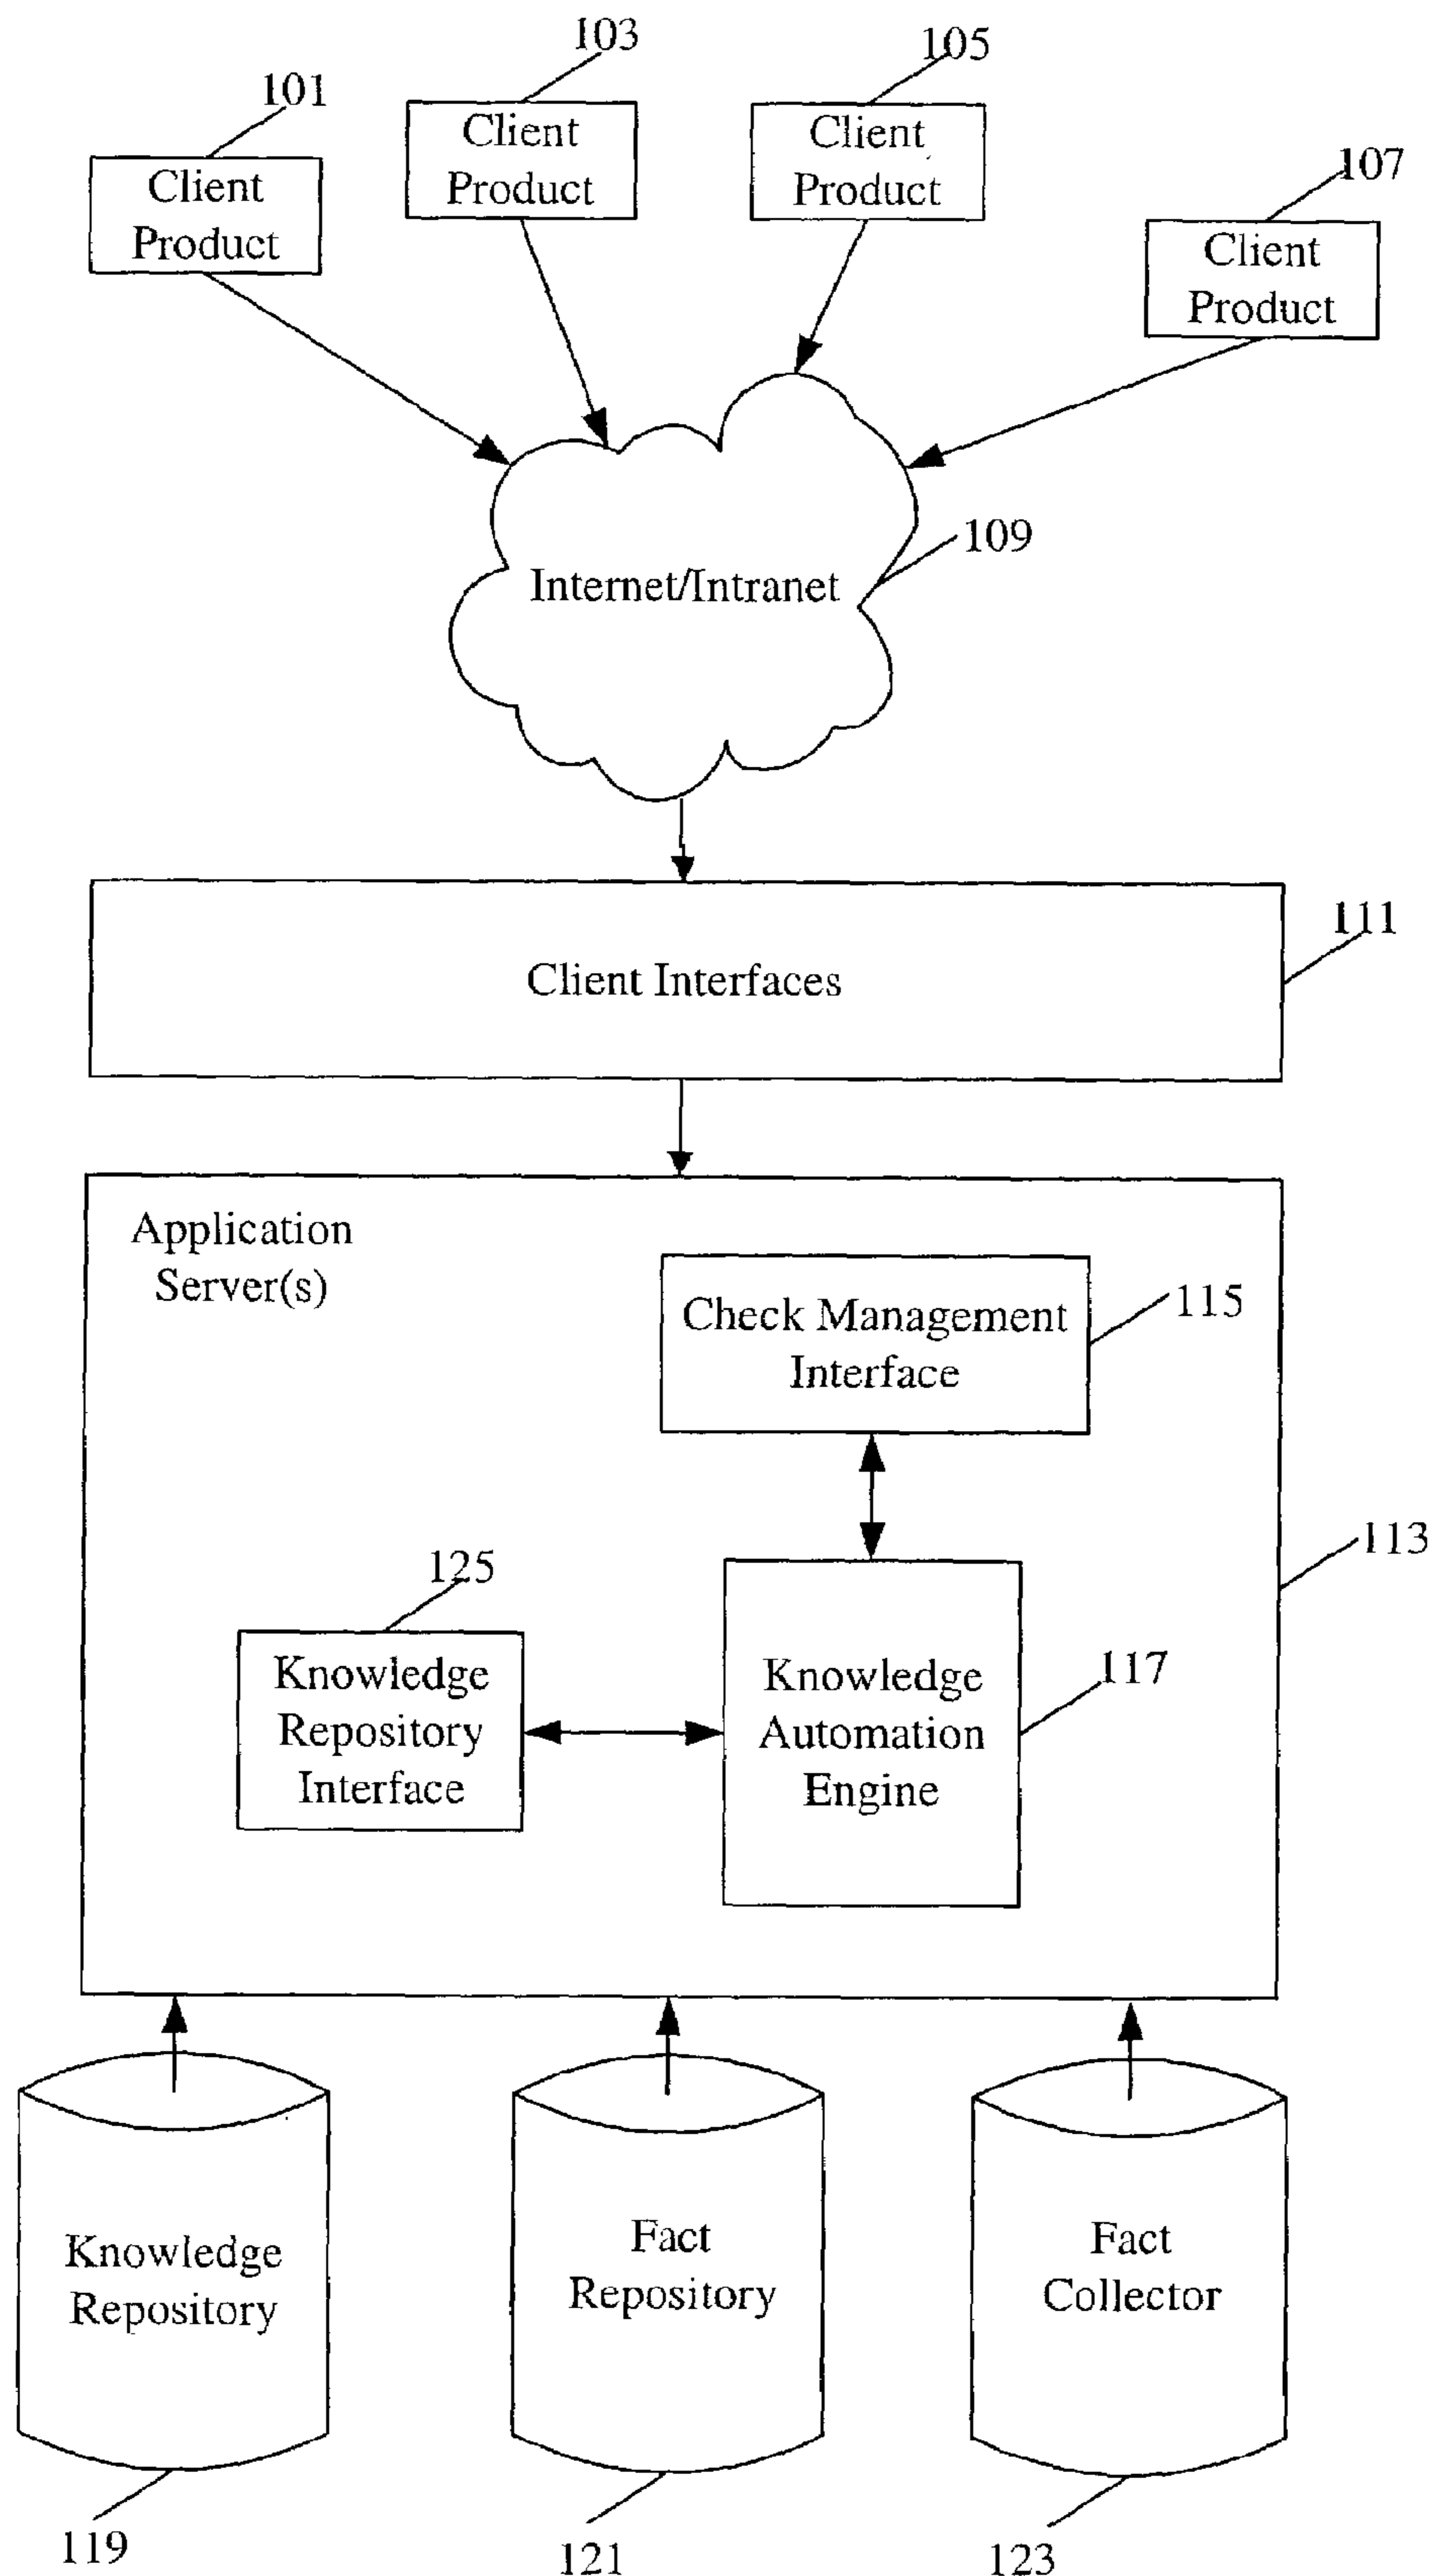 103
105
101
107
Client
Product
Client
Product
Client
Product
Client
Product
109
Internet/Intranet
111
Client Interfaces
Application
Server(s)
115
Check Management
Interface
113
125
117
Knowledge
Repository
Interface
Knowledge
Automation
Engine
Knowledge
Repository
Fact
Repository
Fact
Collector
119
121
123